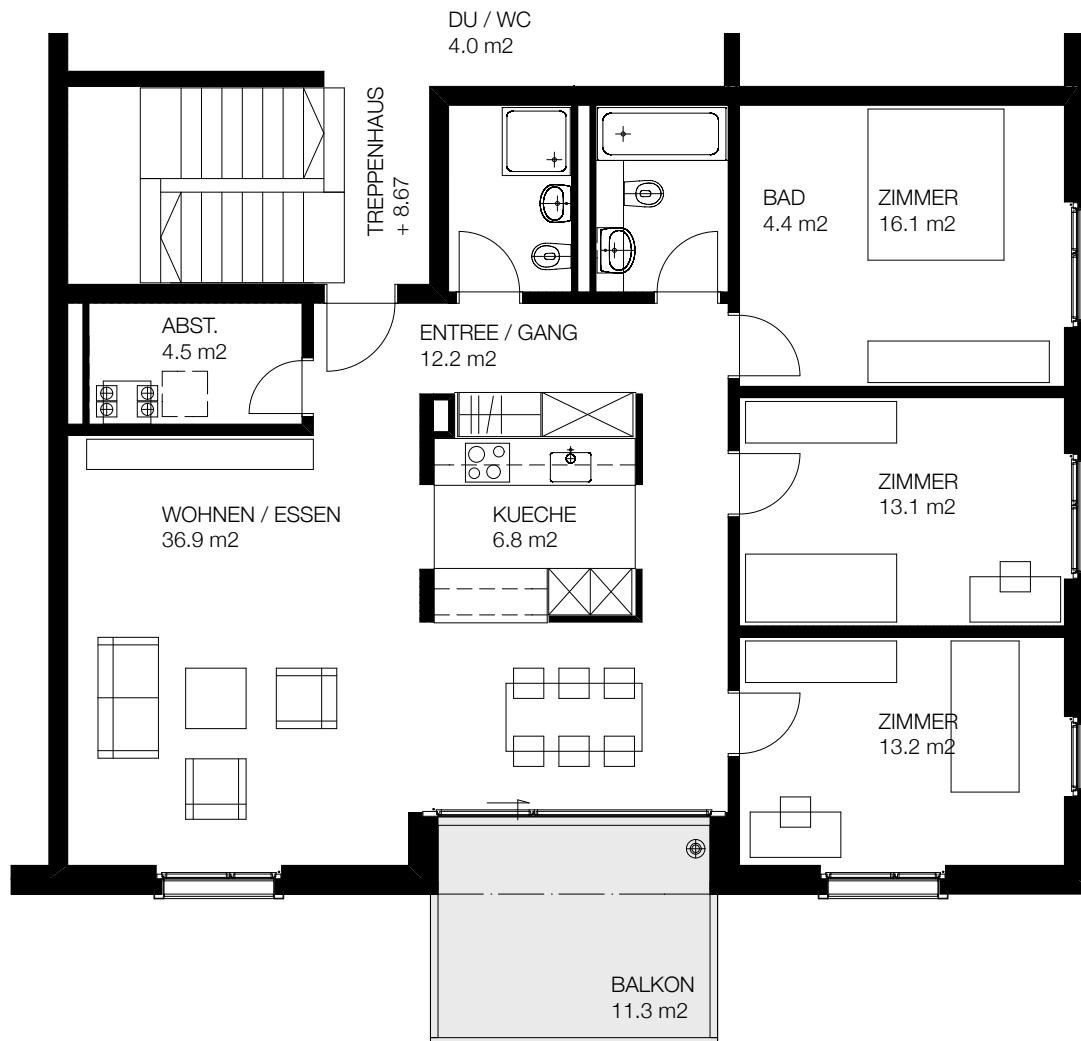 DU / WC
4.0 m2
TREPPENHAUS
+ 8.67
BAD
4.4 m2
ZIMMER
16.1 m2
ABST.
4.5 m2
ENTREE / GANG
12.2 m2
WOHNEN / ESSEN
36.9 m2
KUECHE
6.8 m2
ZIMMER
13.1 m2
ZIMMER
13.2 m2
BALKON
11.3 m2